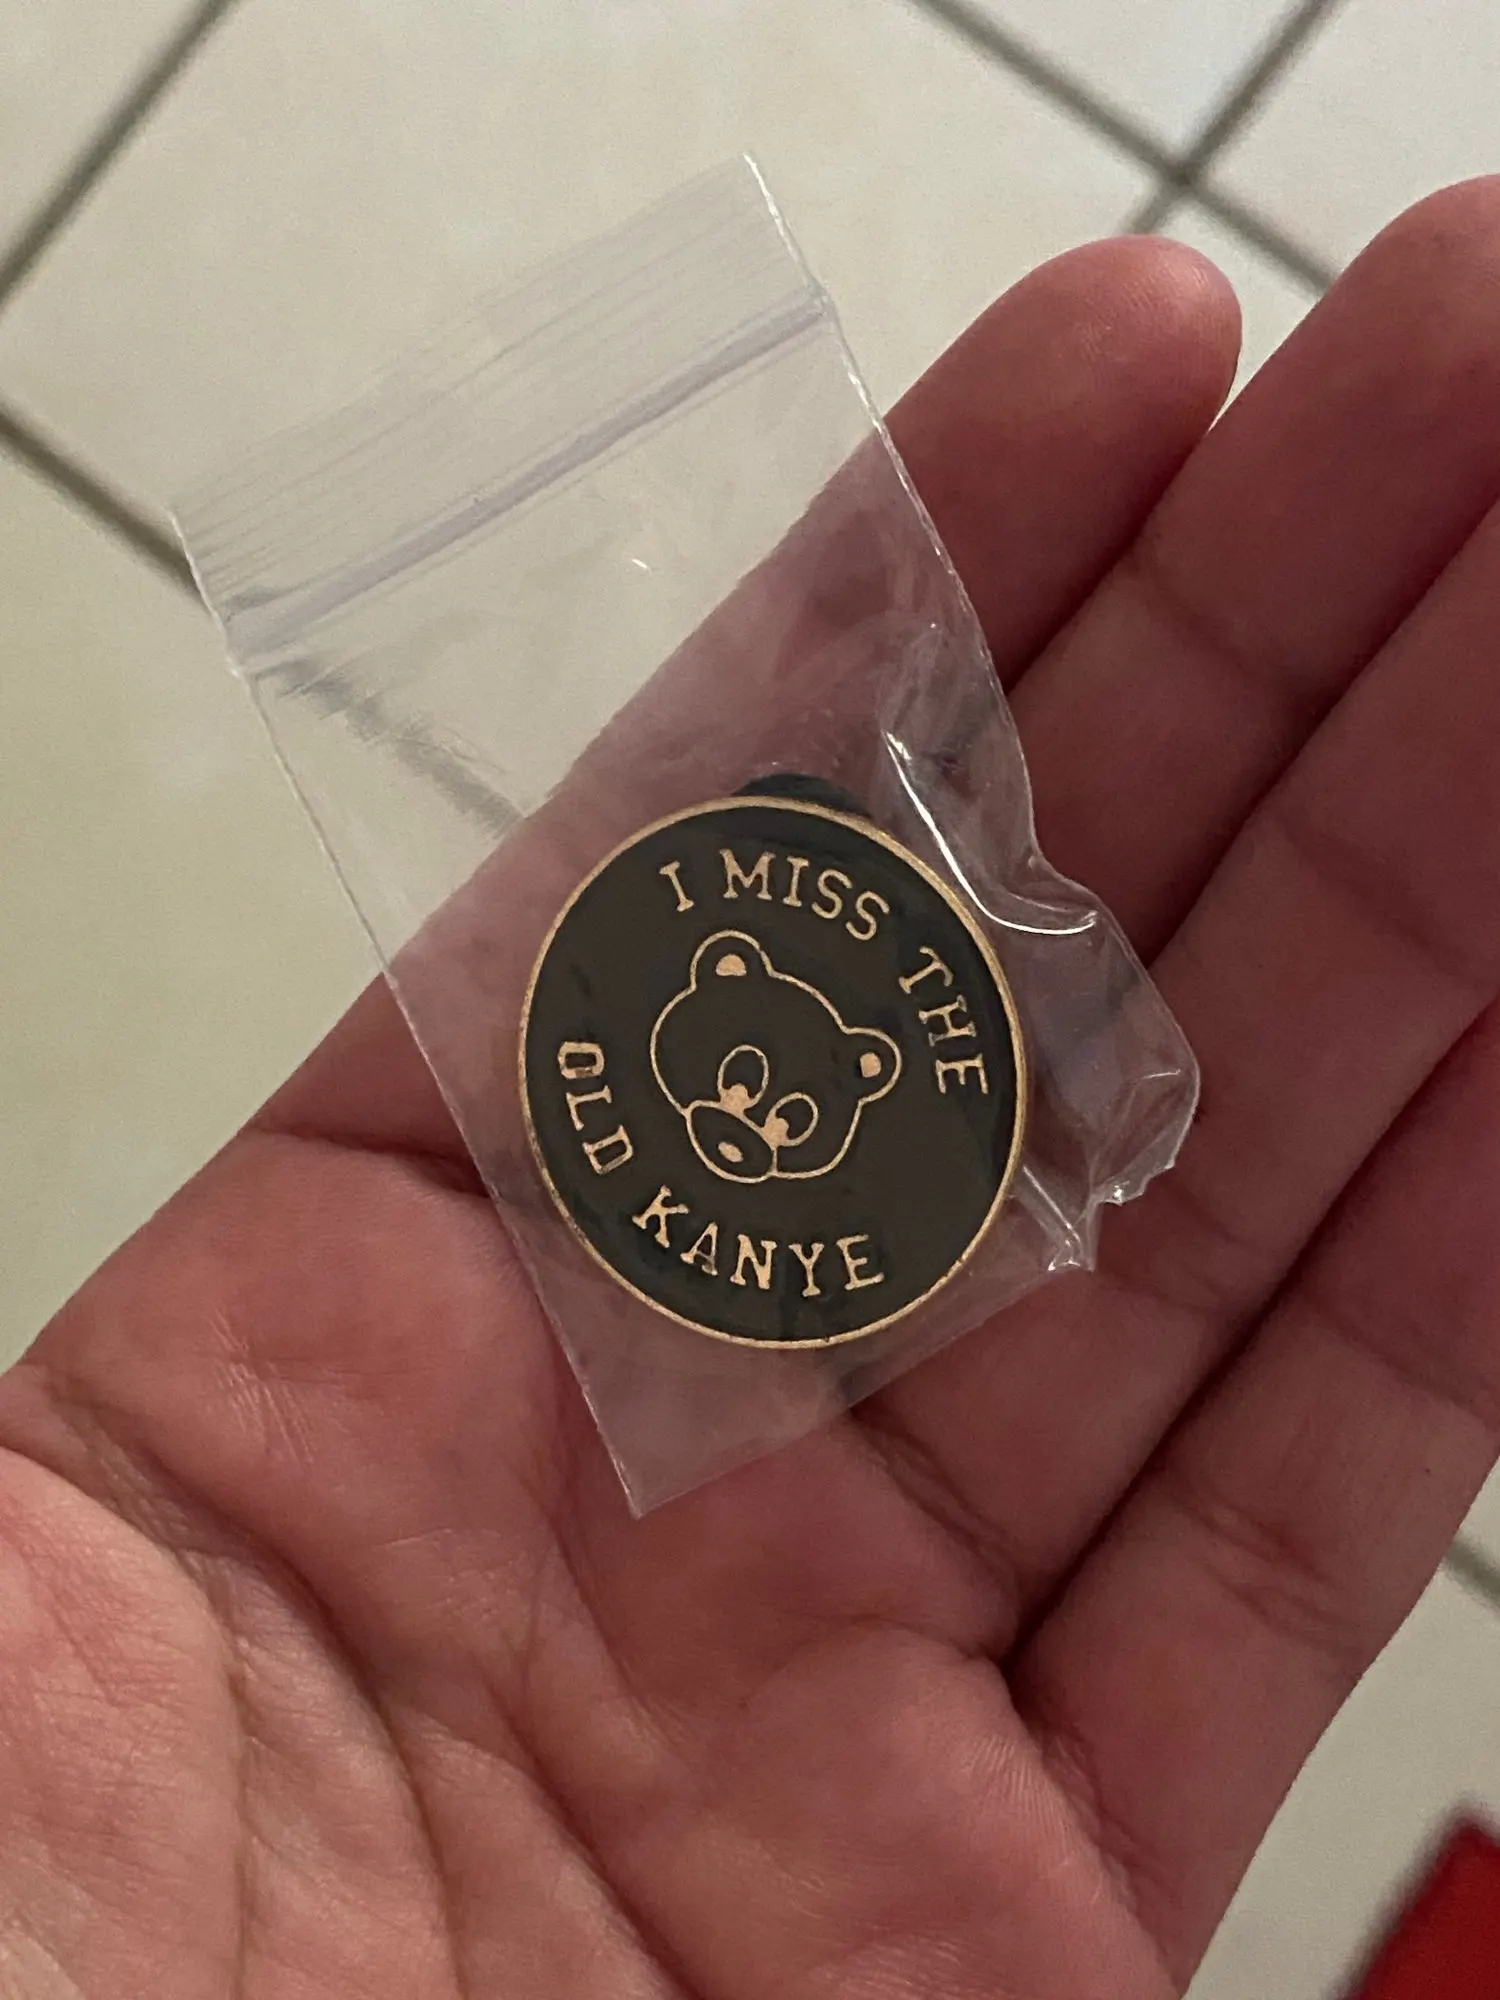 I MISS THE
OLD KANYE